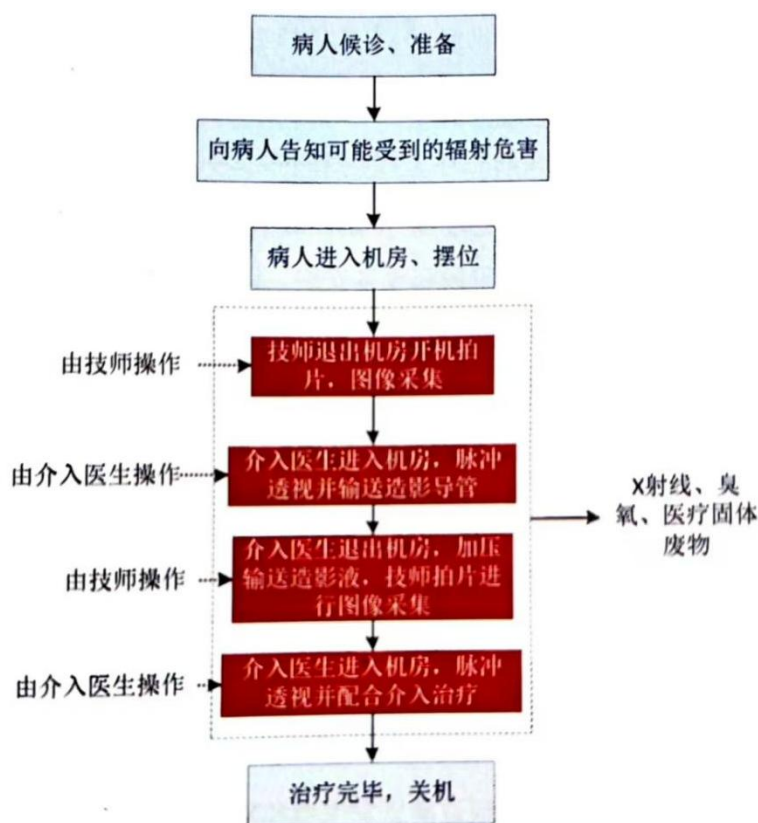 病人候诊、准备
向病人告知可能受到的辐射危害
病人进入机房、摆位
由技师操作
技师退出机房开机拍
片，图像采集
由介入医生操作
介入医生进入机房，脉冲
透视并输送造影导管
X射线、臭
氧、医疗固体
废物
由技师操作
介入医生退出机房，加压
输送造影液，技师拍片进
行图像采集
由介入医生操作
介入医生进入机房，脉冲
透视并配合介入治疗
治疗完毕，关机